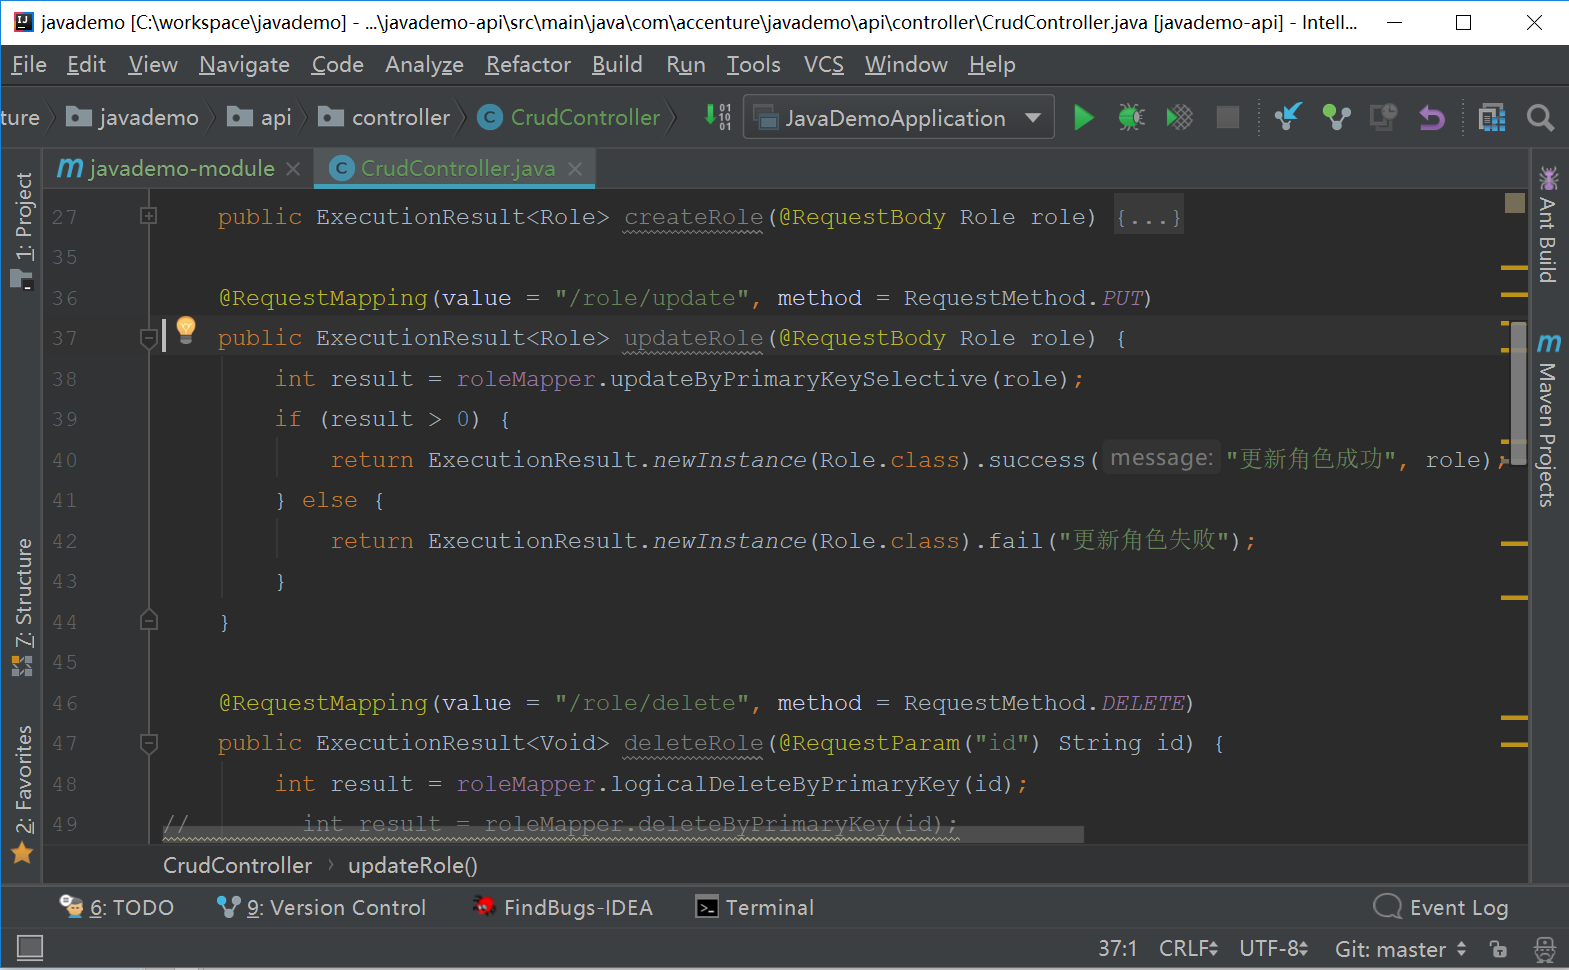 javademo [C:\workspace\javademo] - ...\javademo-api\src\main\java\com\accenture\javademo\api\controller\CrudController.java [javademo-api] - Intell...
File Edit View Navigate Code Analyze Refactor Build Run Tools VCS Window Help
ture javademo api controller CrudController JavaDemoApplication
javademo-module CrudController.java
1: Project
7: Structure
2: Favorites
27 public ExecutionResult<Role> createRole(@RequestBody Role role) {...}
35
36 @RequestMapping(value = "/role/update", method = RequestMethod.PUT)
37 public ExecutionResult<Role> updateRole(@RequestBody Role role) {
38 int result = roleMapper.updateByPrimaryKeySelective(role);
39 if (result > 0) {
40 return ExecutionResult.newInstance(Role.class).success( message: "更新角色成功", role);
41 } else {
42 return ExecutionResult.newInstance(Role.class).fail("更新角色失败");
43 }
44 }
45
46 @RequestMapping(value = "/role/delete", method = RequestMethod.DELETE)
47 public ExecutionResult<Void> deleteRole(@RequestParam("id") String id) {
48 int result = roleMapper.logicalDeleteByPrimaryKey(id);
49 // int result = roleMapper.deleteByPrimaryKey(id);
Ant Build
Maven Projects
CrudController › updateRole()
6: TODO 9: Version Control FindBugs-IDEA Terminal Event Log
37:1 CRLF UTF-8 Git: master